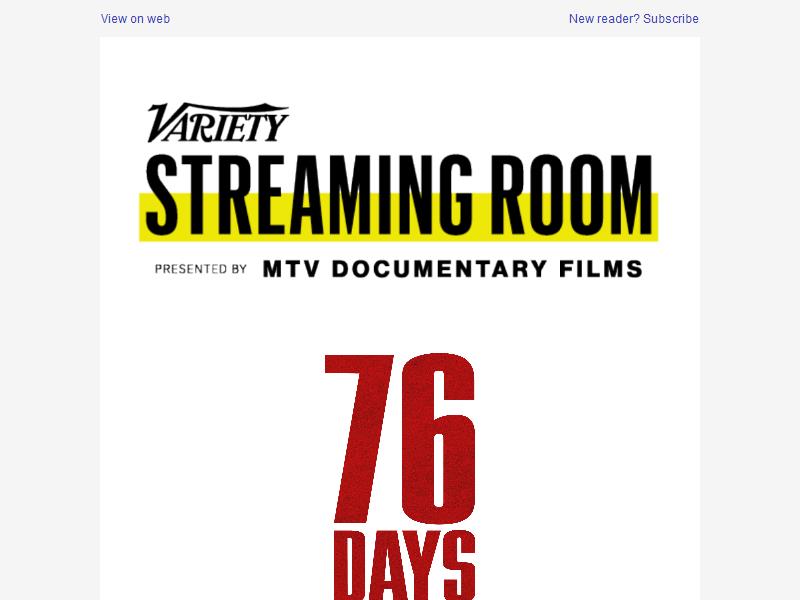 View on web
New reader? Subscribe
VARIETY
STREAMING ROOM
PRESENTED BY MTV DOCUMENTARY FILMS
76
DAYS